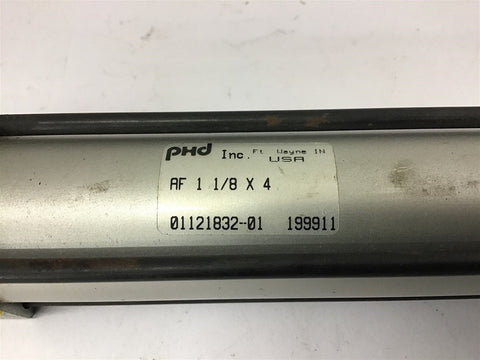 PHD Inc. Ft Wayne IN
USA
AF 1 1/8 X 4
01121832-01 199911